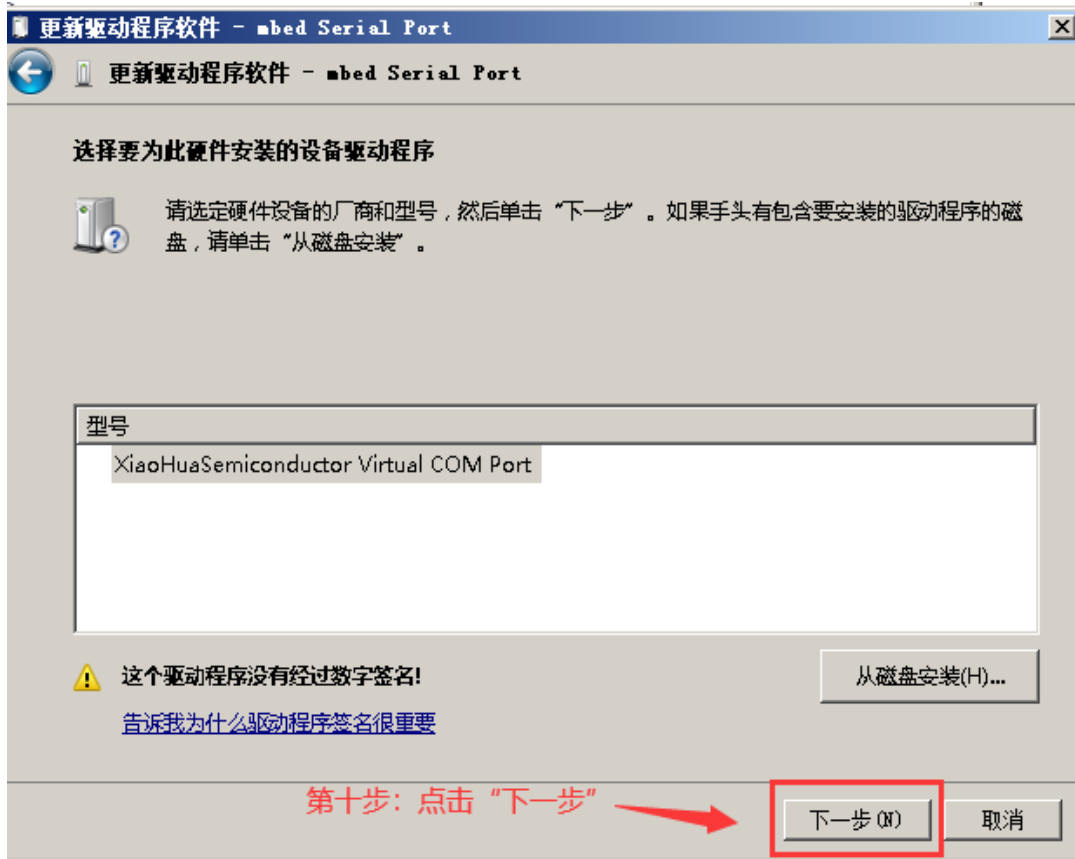 更新驱动程序软件 - mbed Serial Port
更新驱动程序软件 - mbed Serial Port
选择要为此硬件安装的设备驱动程序
请选定硬件设备的厂商和型号，然后单击“下一步”。如果手头有包含要安装的驱动程序的磁
盘，请单击“从磁盘安装”。
型号
XiaoHuaSemiconductor Virtual COM Port
这个驱动程序没有经过数字签名!
从磁盘安装(H)...
告诉我为什么驱动程序签名很重要
第十步：点击“下一步”
下一步(N)
取消